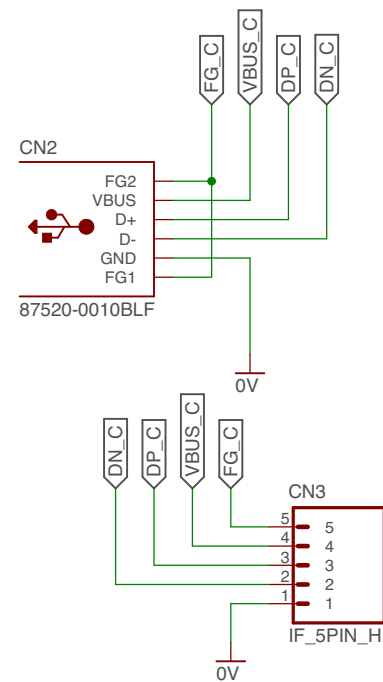 FG_C
VBUS_C
DP_C
DN_C
CN2
FG2
VBUS
D+
D-
GND
FG1
87520-0010BLF
0V
DN_C
DP_C
VBUS_C
FG_C
CN3
5 5
4 4
3 3
2 2
1 1
IF_5PIN_H
0V